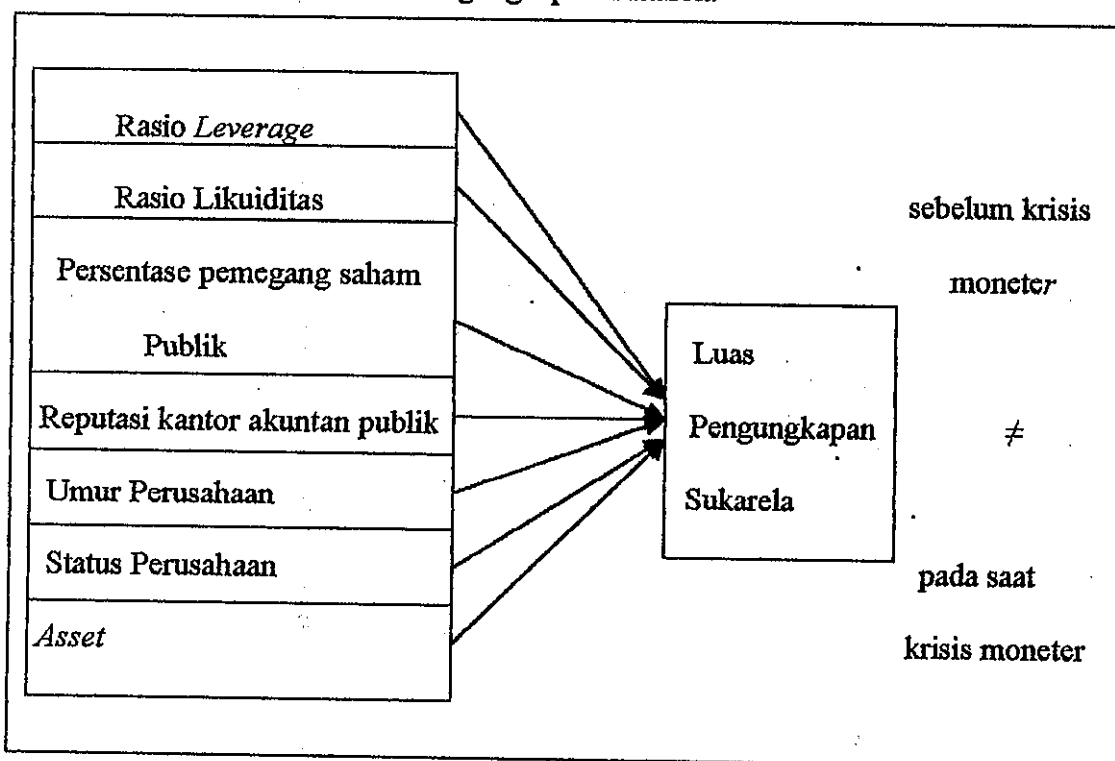 Rasio Leverage
Rasio Likuiditas
Persentase pemegang saham
Publik
Reputasi kantor akuntan publik
Umur Perusahaan
Status Perusahaan
Asset
Luas
Pengungkapan
Sukarela
sebelum krisis
moneter
≠
pada saat
krisis moneter